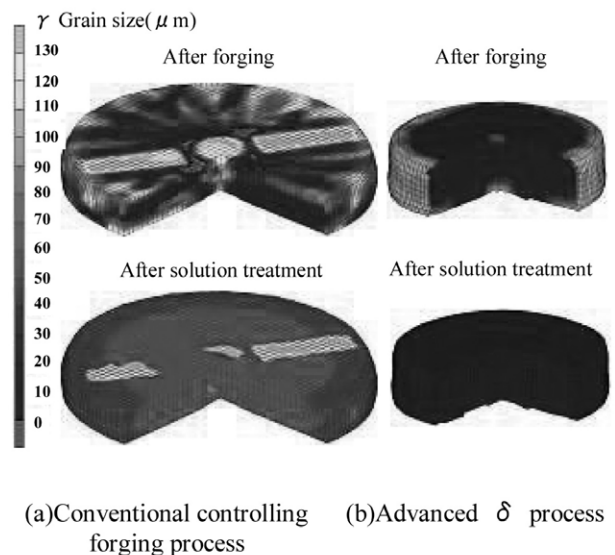 γ Grain size(μm)
130
120
110
100
90
80
70
60
50
40
30
20
10
0
After forging
After forging
After solution treatment
After solution treatment
(a)Conventional controlling
forging process
(b)Advanced δ process